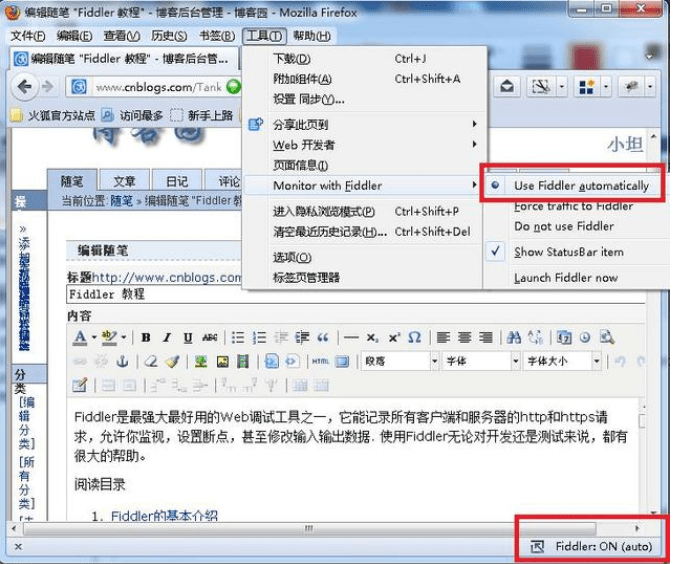 编辑随笔 "Fiddler 教程" - 博客后台管理 - 博客园 - Mozilla Firefox
文件(F) 编辑(E) 查看(V) 历史(S) 书签(B) 工具(T) 帮助(H)
编辑随笔 "Fiddler 教程" - 博客后台管...
www.cnblogs.com/Tank
火狐官方站点 访问最多 新手上路
下载(D) Ctrl+J
附加组件(A) Ctrl+Shift+A
设置 同步(Y)...
分享此页到
Web 开发者
页面信息(I)
Monitor with Fiddler
进入隐私浏览模式(P) Ctrl+Shift+P
清空最近历史记录(H)... Ctrl+Shift+Del
选项(O)
标签页管理器
Use Fiddler automatically
Force traffic to Fiddler
Do not use Fiddler
Show StatusBar item
Launch Fiddler now
博客园
小坦
随笔 文章 日记 评论
当前位置: 随笔 » 编辑随笔 "Fiddler 教
操
»
添
编辑随笔
标题http://www.cnblogs.com
Fiddler 教程
内容
B I U ABC
HTML 段落 字体 字体大小
分
类
[编
辑
分
类]
[所
有
分
类]
Fiddler是最强大最好用的Web调试工具之一，它能记录所有客户端和服务器的http和https请
求，允许你监视，设置断点，甚至修改输入输出数据. 使用Fiddler无论对开发还是测试来说，都有
很大的帮助。
阅读目录
1. Fiddler的基本介绍
Fiddler: ON (auto)